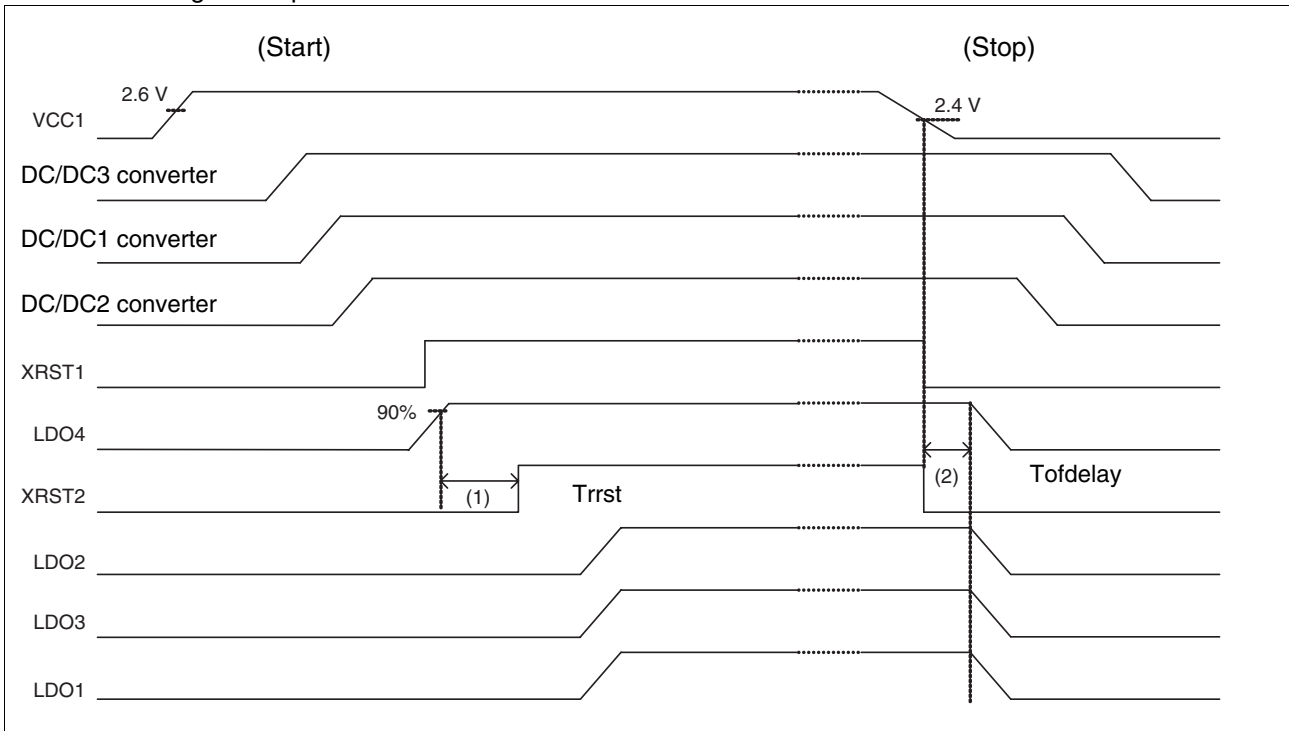 (Start) (Stop)
2.6 V
2.4 V
VCC1
DC/DC3 converter
DC/DC1 converter
DC/DC2 converter
XRST1
90%
LDO4
(1) Trrst
(2) Tofdelay
XRST2
LDO2
LDO3
LDO1